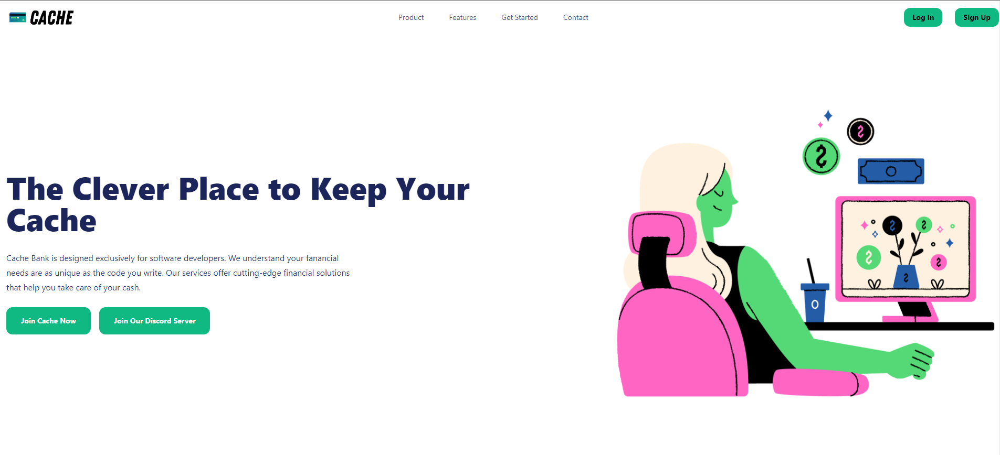 CACHE
Product
Features
Get Started
Contact
Log In
Sign Up
The Clever Place to Keep Your
Cache
Cache Bank is designed exclusively for software developers. We understand your fanancial
needs are as unique as the code you write. Our services offer cutting-edge financial solutions
that help you take care of your cash.
Join Cache Now
Join Our Discord Server